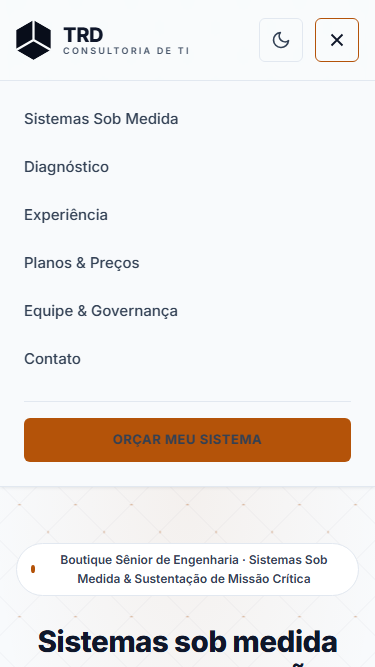 TRD
CONSULTORIA DE TI
Sistemas Sob Medida
Diagnóstico
Experiência
Planos & Preços
Equipe & Governança
Contato
ORÇAR MEU SISTEMA
Boutique Sênior de Engenharia · Sistemas Sob
Medida & Sustentação de Missão Crítica
Sistemas sob medida